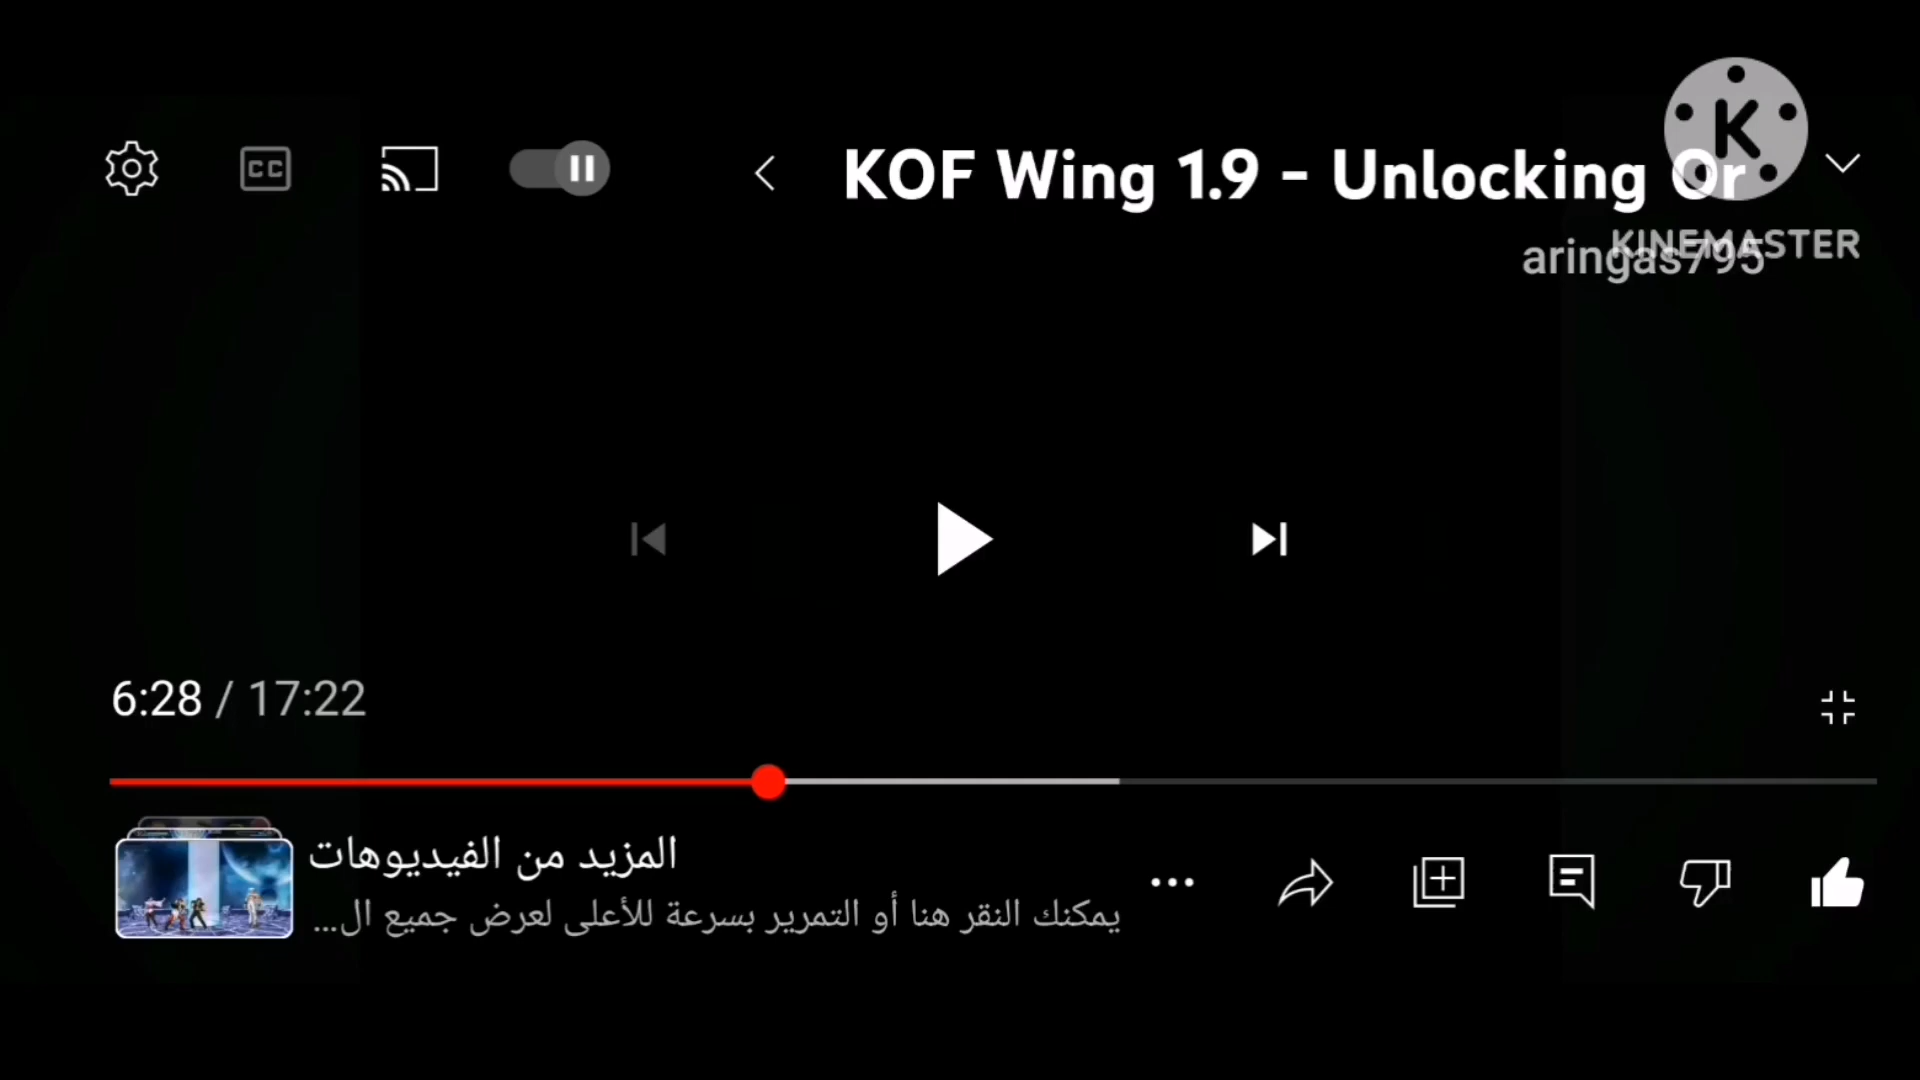 CC
KOF Wing 1.9 - Unlocking Or
K
KINEMASTER
aringas795
6:28 / 17:22
المزيد من الفيديوهات
يمكنك النقر هنا أو التمرير بسرعة للأعلى لعرض جميع ال...